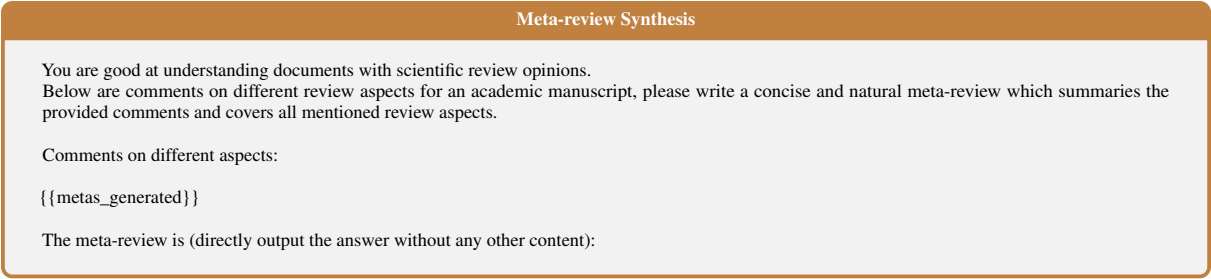 Meta-review Synthesis
You are good at understanding documents with scientific review opinions.
Below are comments on different review aspects for an academic manuscript, please write a concise and natural meta-review which summaries the
provided comments and covers all mentioned review aspects.
Comments on different aspects:
{{metas_generated}}
The meta-review is (directly output the answer without any other content):